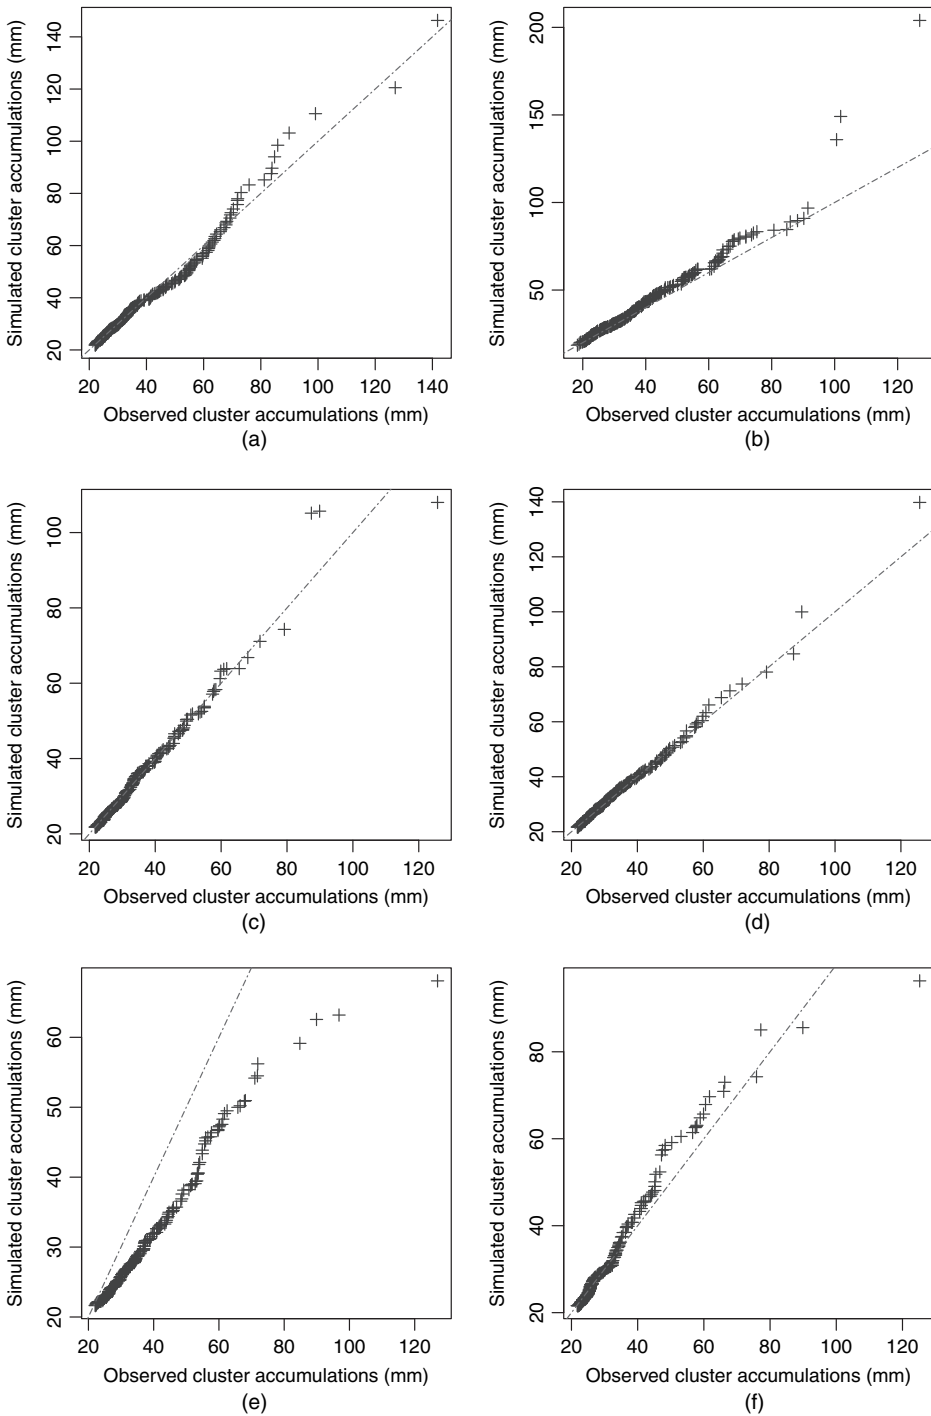 Simulated cluster accumulations (mm)
140
120
100
80
60
40
20
20 40 60 80 100 120 140
Observed cluster accumulations (mm)
(a)
Simulated cluster accumulations (mm)
200
150
100
50
20 40 60 80 100 120
Observed cluster accumulations (mm)
(b)
Simulated cluster accumulations (mm)
100
80
60
40
20
20 40 60 80 100 120
Observed cluster accumulations (mm)
(c)
Simulated cluster accumulations (mm)
140
120
100
80
60
40
20
20 40 60 80 100 120
Observed cluster accumulations (mm)
(d)
Simulated cluster accumulations (mm)
60
50
40
30
20
20 40 60 80 100 120
Observed cluster accumulations (mm)
(e)
Simulated cluster accumulations (mm)
80
60
40
20
20 40 60 80 100 120
Observed cluster accumulations (mm)
(f)